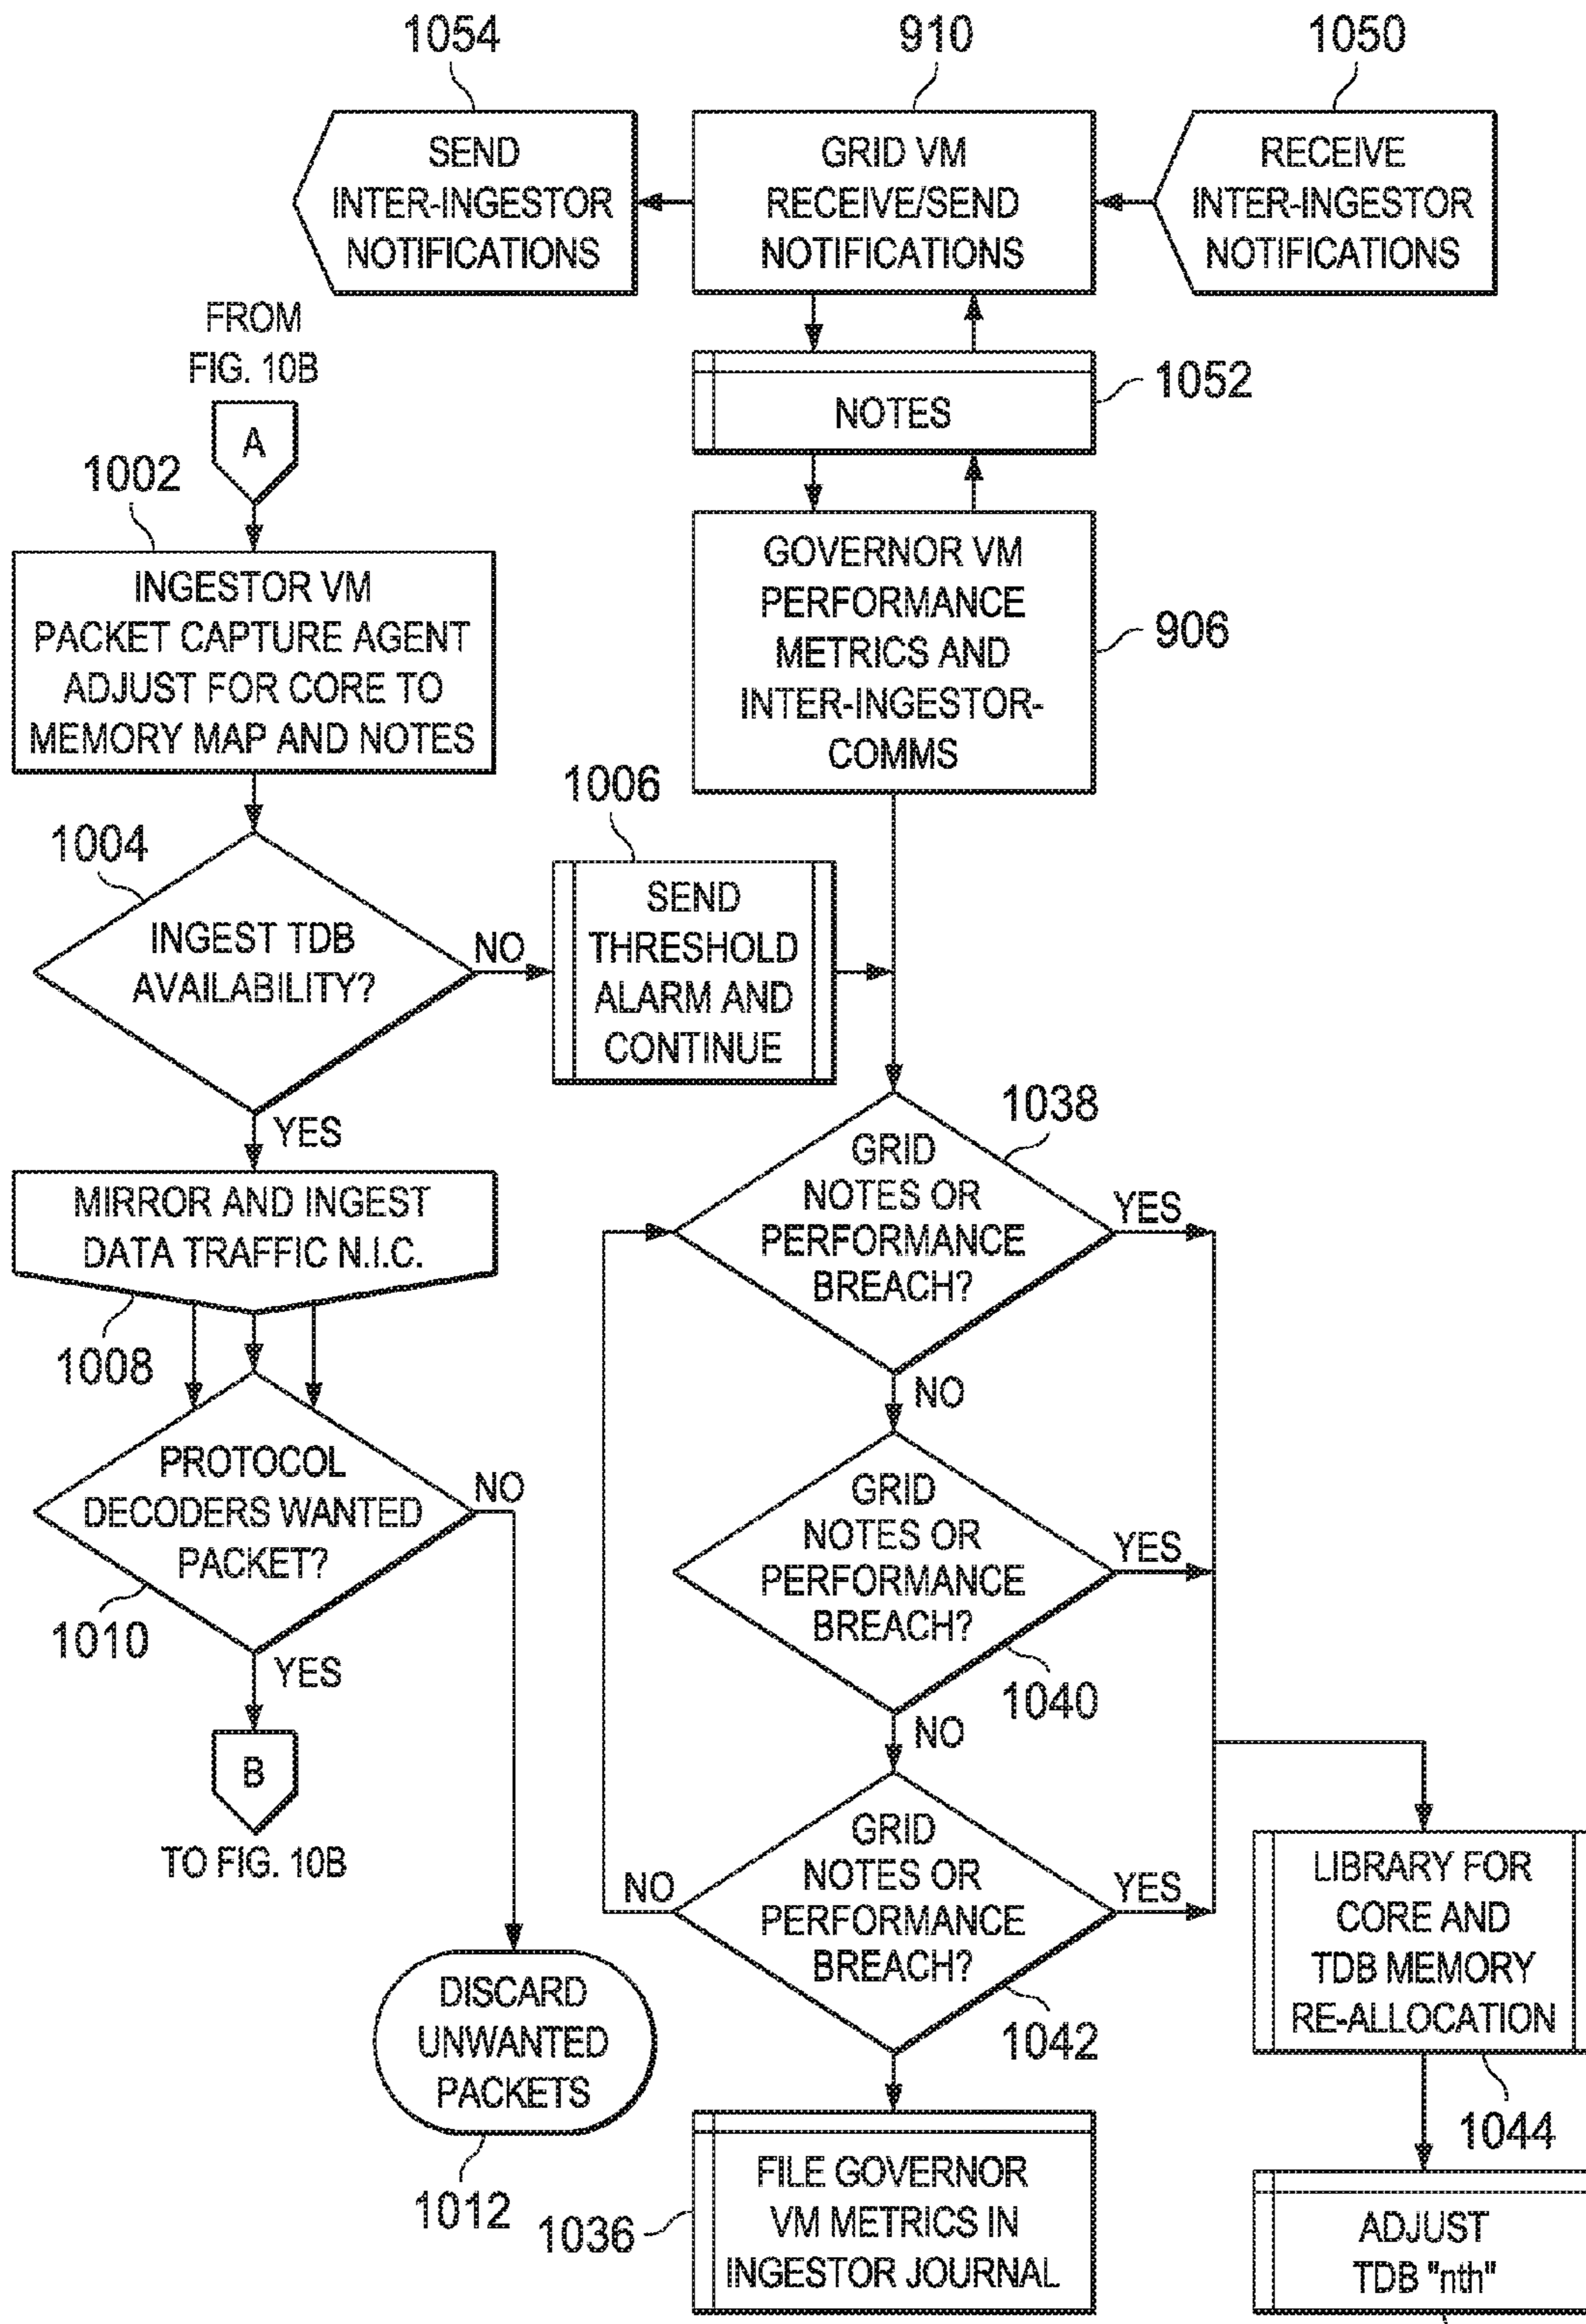 1054
910
1050
SEND
INTER-INGESTOR
NOTIFICATIONS
GRID VM
RECEIVE/SEND
NOTIFICATIONS
RECEIVE
INTER-INGESTOR
NOTIFICATIONS
FROM
FIG. 10B
A
NOTES
1052
1002
INGESTOR VM
PACKET CAPTURE AGENT
ADJUST FOR CORE TO
MEMORY MAP AND NOTES
GOVERNOR VM
PERFORMANCE
METRICS AND
INTER-INGESTOR-
COMMS
906
1004
INGEST TDB
AVAILABILITY?
NO
YES
1006
SEND
THRESHOLD
ALARM AND
CONTINUE
MIRROR AND INGEST
DATA TRAFFIC N.I.C.
1008
PROTOCOL
DECODERS WANTED
PACKET?
NO
1010
YES
B
TO FIG. 10B
DISCARD
UNWANTED
PACKETS
1012
1038
GRID
NOTES OR
PERFORMANCE
BREACH?
YES
NO
GRID
NOTES OR
PERFORMANCE
BREACH?
YES
1040
NO
GRID
NOTES OR
PERFORMANCE
BREACH?
NO
YES
1042
1036
FILE GOVERNOR
VM METRICS IN
INGESTOR JOURNAL
LIBRARY FOR
CORE AND
TDB MEMORY
RE-ALLOCATION
1044
ADJUST
TDB "nth"